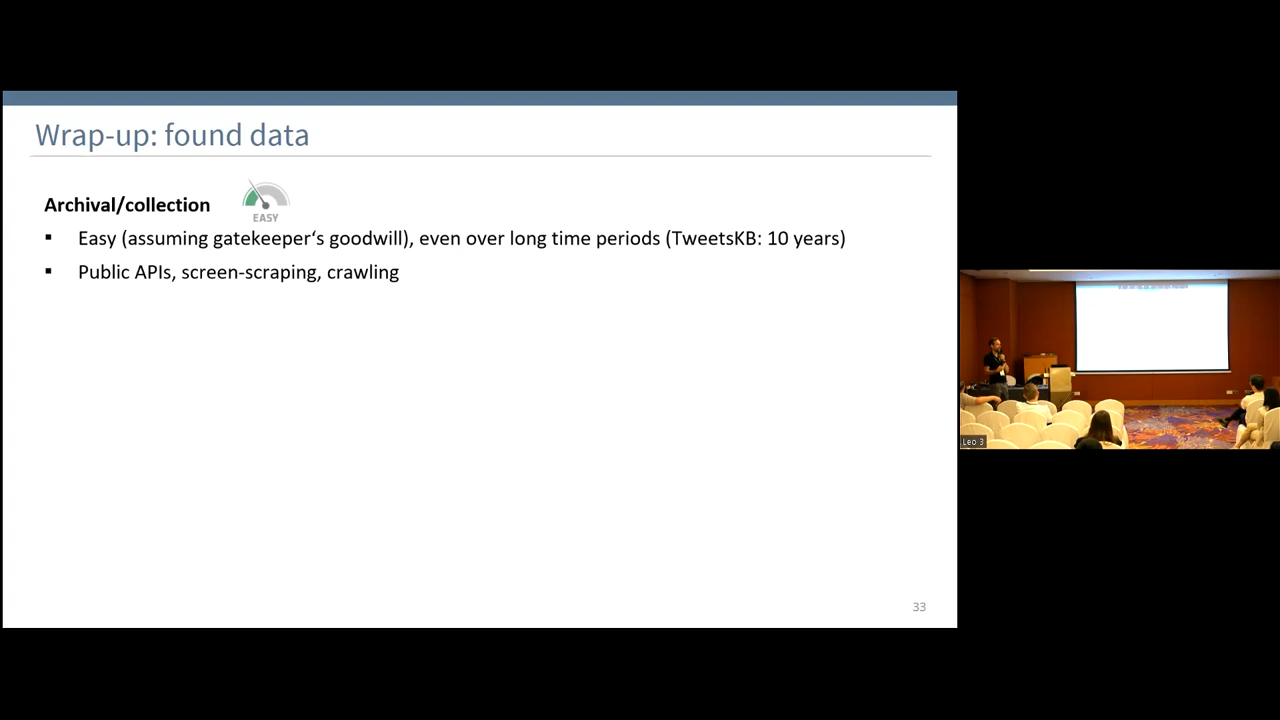 Wrap-up: found data
Archival/collection
EASY
▪ Easy (assuming gatekeeper‘s goodwill), even over long time periods (TweetsKB: 10 years)
▪ Public APIs, screen-scraping, crawling
33
Leo 3